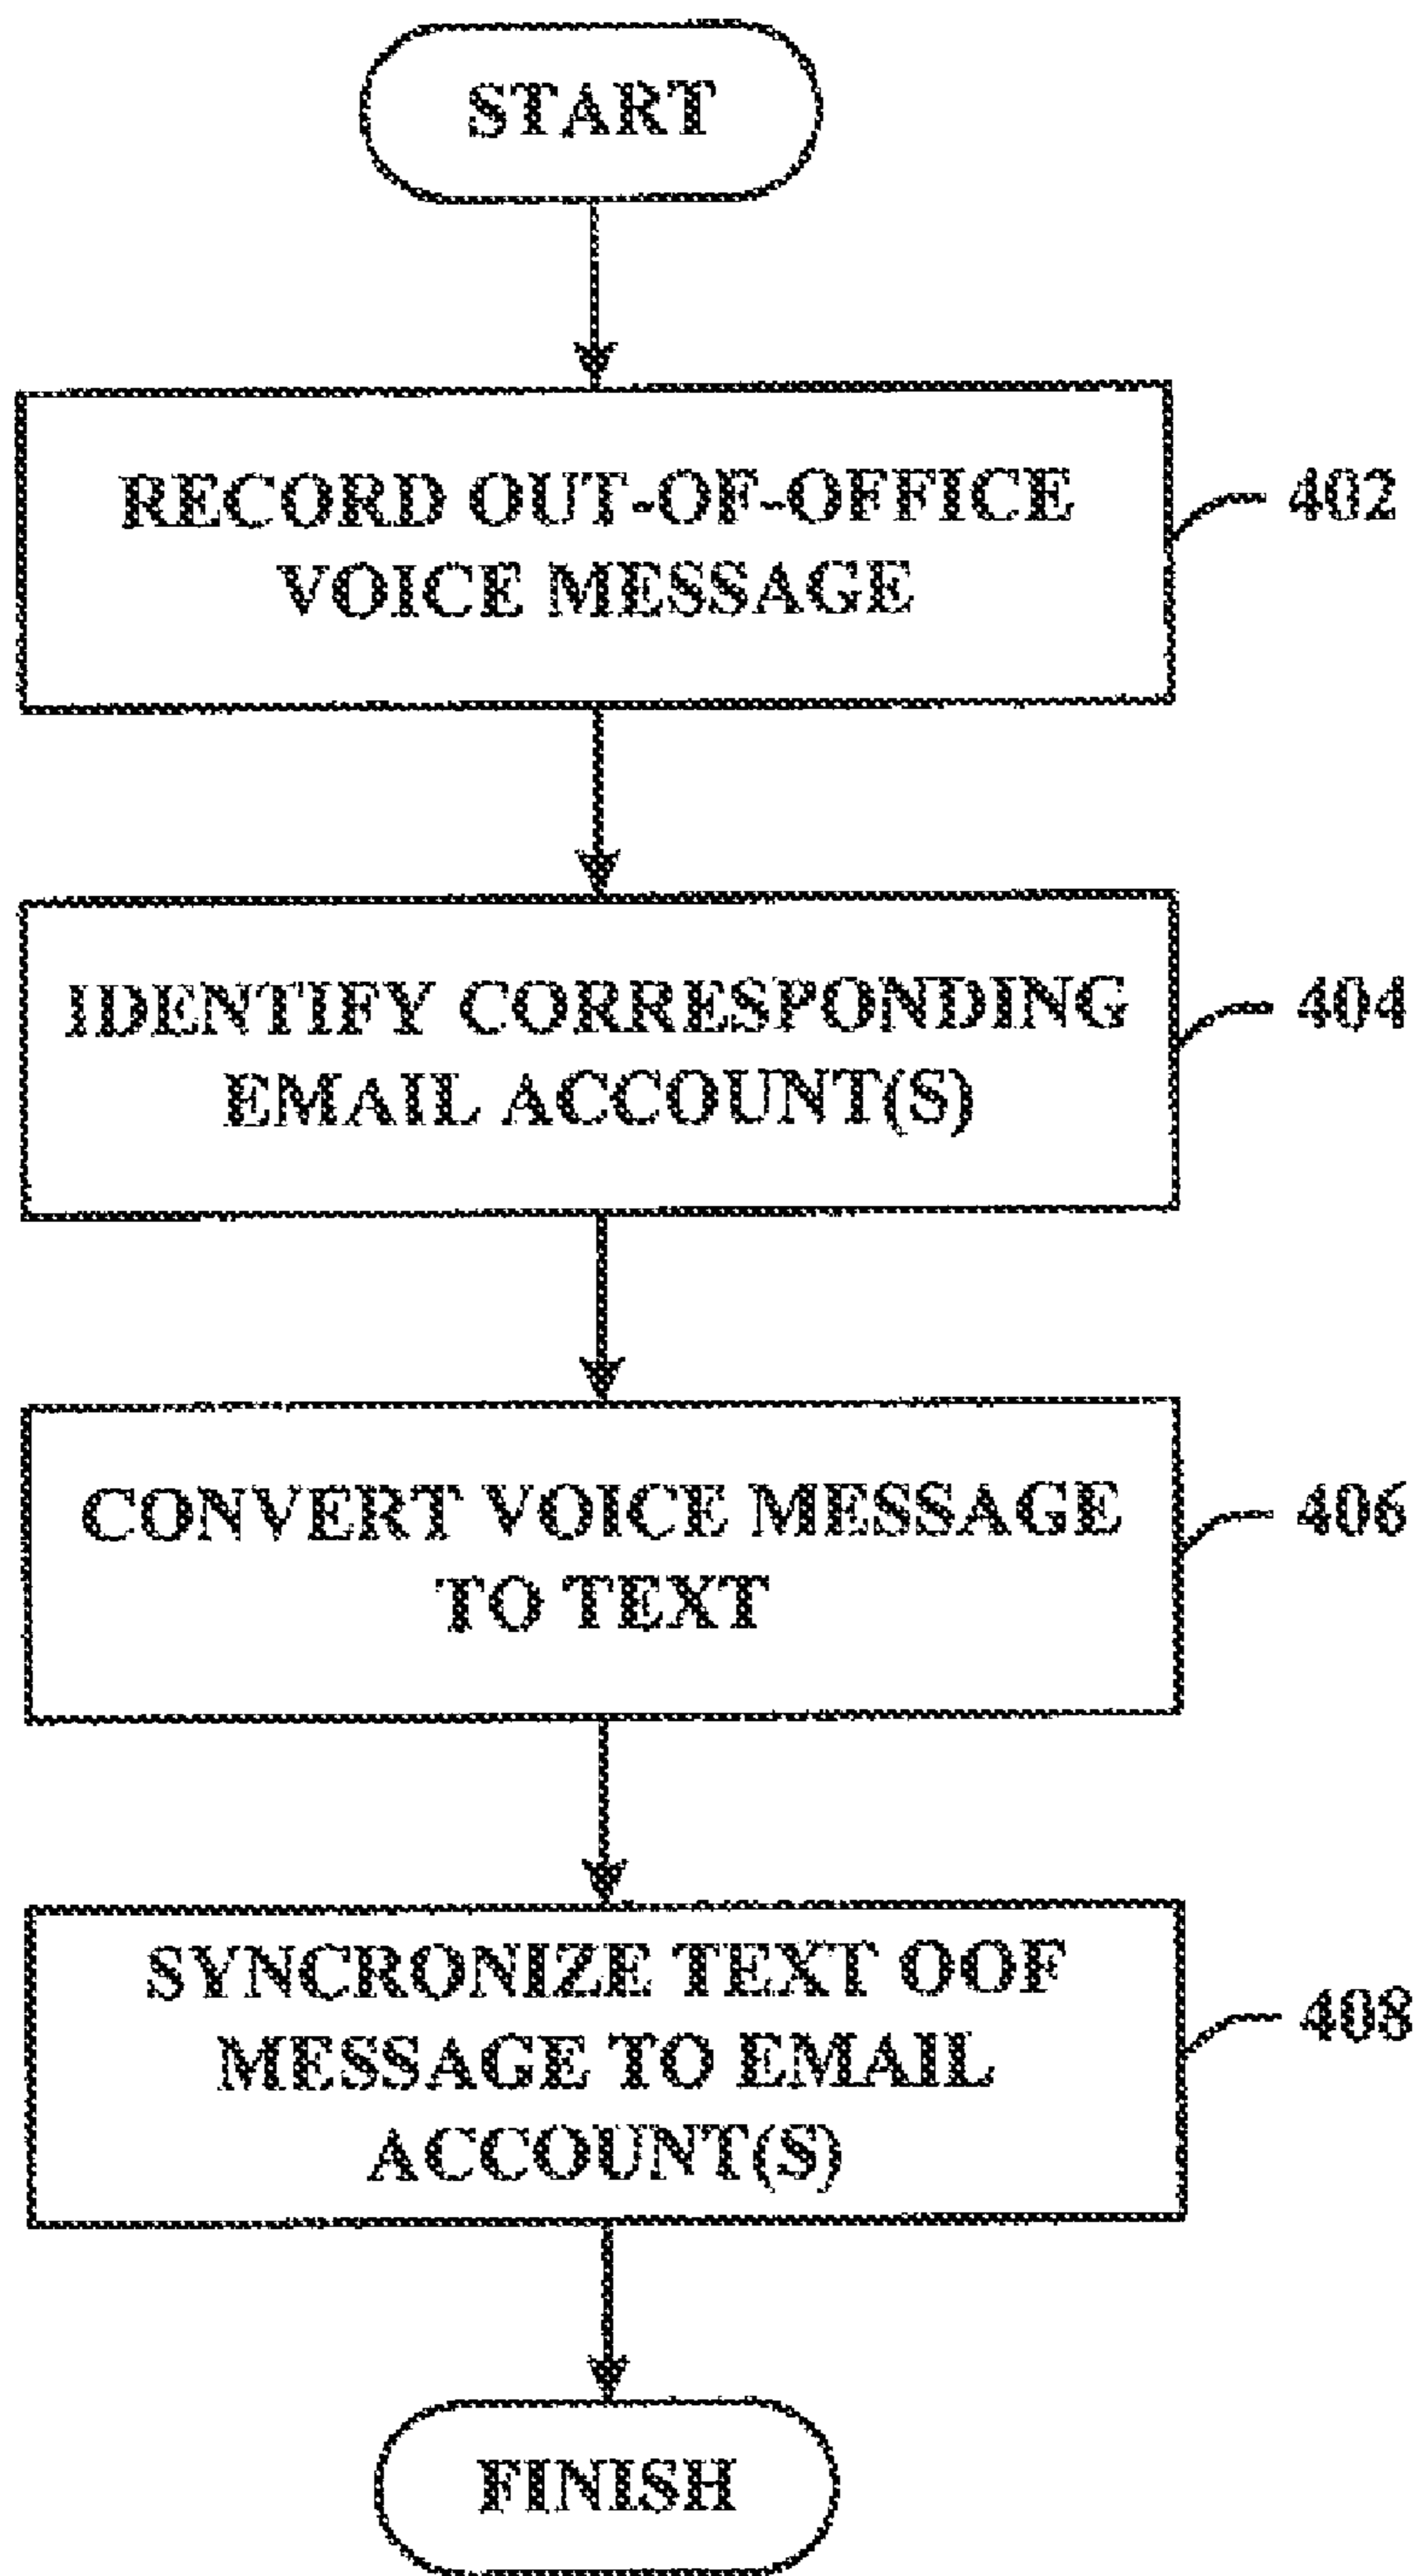 START
RECORD OUT-OF-OFFICE
VOICE MESSAGE
402
IDENTIFY CORRESPONDING
EMAIL ACCOUNT(S)
404
CONVERT VOICE MESSAGE
TO TEXT
406
SYNCRONIZE TEXT OOF
MESSAGE TO EMAIL
ACCOUNT(S)
408
FINISH